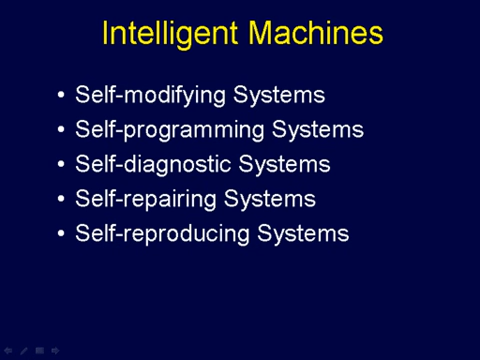 Intelligent Machines
• Self-modifying Systems
• Self-programming Systems
• Self-diagnostic Systems
• Self-repairing Systems
• Self-reproducing Systems